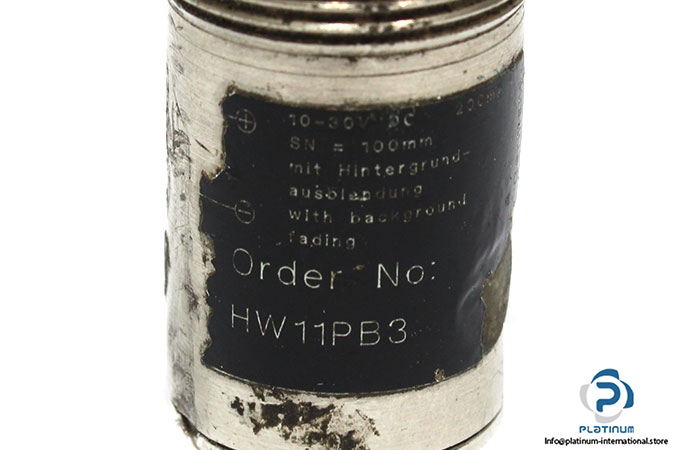 10-30V DC 200mA
SN = 100mm
mit Hintergrund-
ausblendung
with background
fading
Order No:
HW11PB3
PLATINUM
info@platinum-international.store